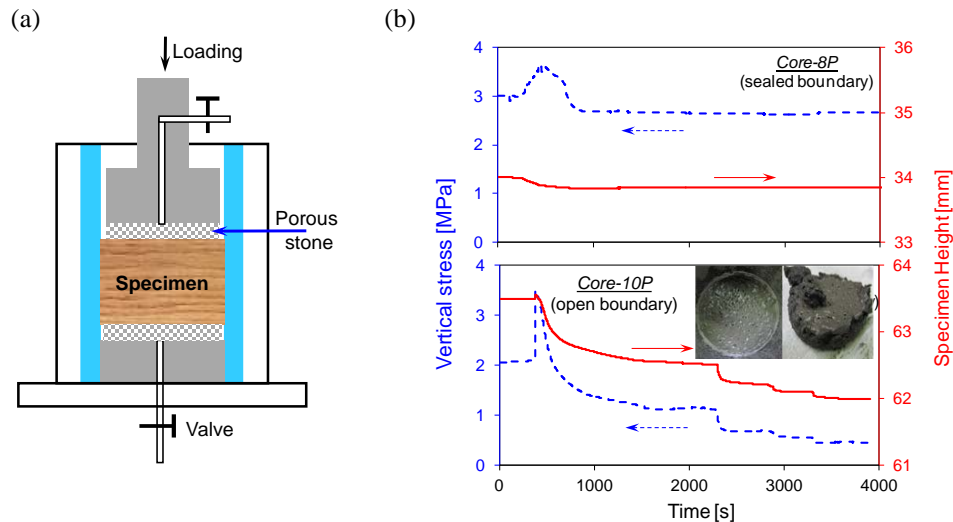 (a)
Loading
Porous
stone
Specimen
Valve
(b)
Vertical stress [MPa]
4
3
2
1
0
Core-8P
(sealed boundary)
36
35
34
33
4
3
2
1
0
Core-10P
(open boundary)
)
64
63
62
61
Specimen Height [mm]
0 1000 2000 3000 4000
Time [s]